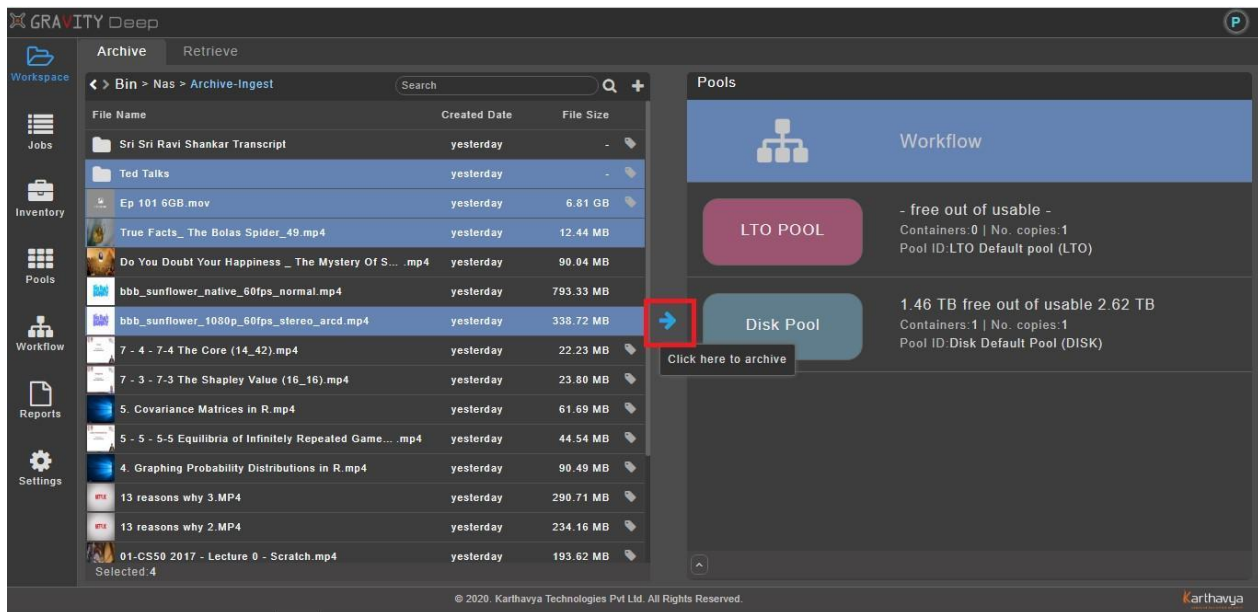 GRAVITY Deep
P
Archive Retrieve
Workspace
Jobs
Inventory
Pools
Workflow
Reports
Settings
< > Bin > Nas > Archive-Ingest Search +
File Name Created Date File Size
Sri Sri Ravi Shankar Transcript yesterday -
Ted Talks yesterday -
Ep 101 6GB.mov yesterday 6.81 GB
True Facts_ The Bolas Spider_49.mp4 yesterday 12.44 MB
Do You Doubt Your Happiness _ The Mystery Of S... .mp4 yesterday 90.04 MB
bbb_sunflower_native_60fps_normal.mp4 yesterday 793.33 MB
bbb_sunflower_1080p_60fps_stereo_arcd.mp4 yesterday 338.72 MB
7 - 4 - 7-4 The Core (14_42).mp4 yesterday 22.23 MB
7 - 3 - 7-3 The Shapley Value (16_16).mp4 yesterday 23.80 MB
5. Covariance Matrices in R.mp4 yesterday 61.69 MB
5 - 5 - 5-5 Equilibria of Infinitely Repeated Game... .mp4 yesterday 44.54 MB
4. Graphing Probability Distributions in R.mp4 yesterday 90.49 MB
13 reasons why 3.MP4 yesterday 290.71 MB
13 reasons why 2.MP4 yesterday 234.16 MB
01-CS50 2017 - Lecture 0 - Scratch.mp4 yesterday 193.62 MB
Selected:4
Click here to archive
Pools
Workflow
LTO POOL
- free out of usable -
Containers:0 | No. copies:1
Pool ID:LTO Default pool (LTO)
Disk Pool
1.46 TB free out of usable 2.62 TB
Containers:1 | No. copies:1
Pool ID:Disk Default Pool (DISK)
© 2020. Karthavya Technologies Pvt Ltd. All Rights Reserved.
Karthavya